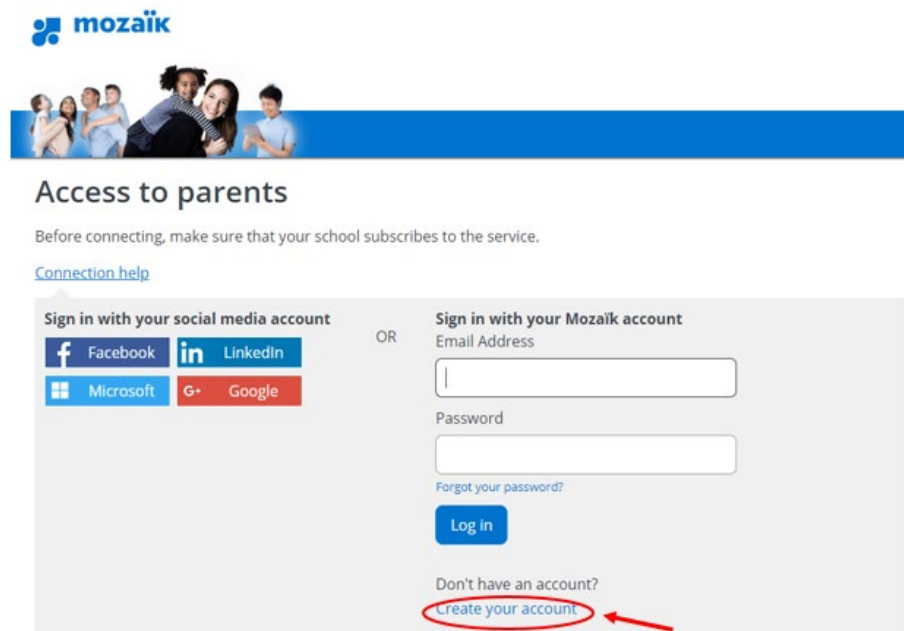 mozaïk
Access to parents
Before connecting, make sure that your school subscribes to the service.
Connection help
Sign in with your social media account
Facebook
LinkedIn
Microsoft
G+ Google
OR
Sign in with your Mozaïk account
Email Address
Password
Forgot your password?
Log in
Don't have an account?
Create your account